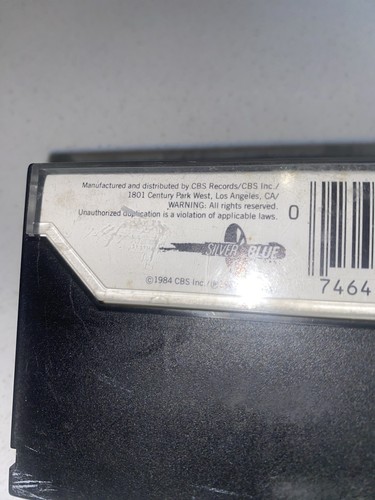 Manufactured and distributed by CBS Records/CBS Inc./
1801 Century Park West, Los Angeles, CA/
WARNING: All rights reserved.
Unauthorized duplication is a violation of applicable laws.
0
SILVER BLUE
©1984 CBS Inc./℗
7464